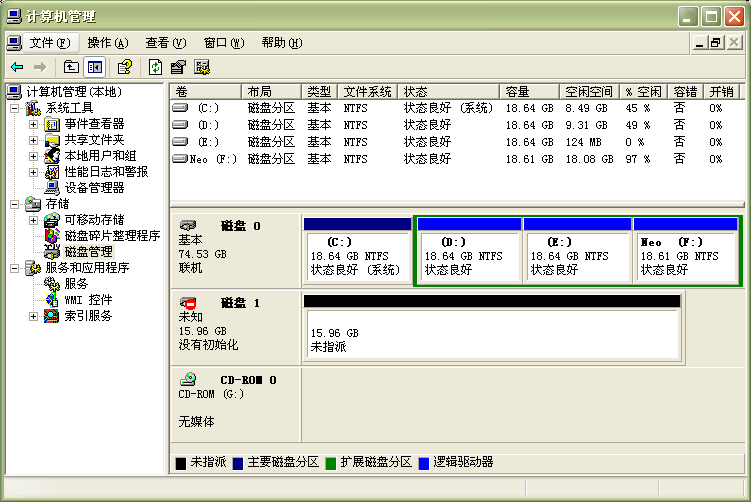 计算机管理
文件(F) 操作(A) 查看(V) 窗口(W) 帮助(H)
计算机管理(本地)
系统工具
事件查看器
共享文件夹
本地用户和组
性能日志和警报
设备管理器
存储
可移动存储
磁盘碎片整理程序
磁盘管理
服务和应用程序
服务
WMI 控件
索引服务
卷 布局 类型 文件系统 状态 容量 空闲空间 % 空闲 容错 开销
(C:) 磁盘分区 基本 NTFS 状态良好 (系统) 18.64 GB 8.49 GB 45 % 否 0%
(D:) 磁盘分区 基本 NTFS 状态良好 18.64 GB 9.31 GB 49 % 否 0%
(E:) 磁盘分区 基本 NTFS 状态良好 18.64 GB 124 MB 0 % 否 0%
Neo (F:) 磁盘分区 基本 NTFS 状态良好 18.61 GB 18.08 GB 97 % 否 0%
磁盘 0
基本
74.53 GB
联机
(C:)
18.64 GB NTFS
状态良好 (系统)
(D:)
18.64 GB NTFS
状态良好
(E:)
18.64 GB NTFS
状态良好
Neo (F:)
18.61 GB NTFS
状态良好
磁盘 1
未知
15.96 GB
没有初始化
15.96 GB
未指派
CD-ROM 0
CD-ROM (G:)
无媒体
未指派 主要磁盘分区 扩展磁盘分区 逻辑驱动器